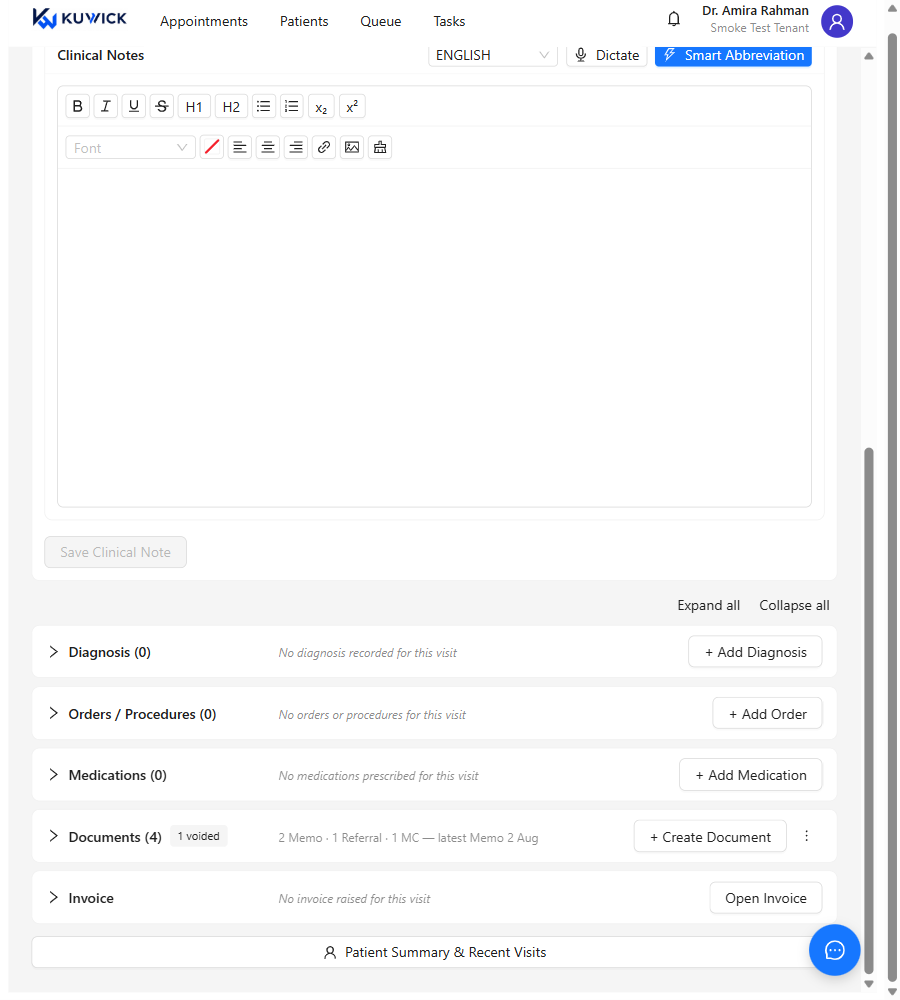 KUWICK Appointments Patients Queue Tasks Dr. Amira Rahman
Smoke Test Tenant
Clinical Notes ENGLISH Dictate Smart Abbreviation
B I U S H1 H2 x₂ x²
Font
Save Clinical Note
Expand all Collapse all
Diagnosis (0) No diagnosis recorded for this visit + Add Diagnosis
Orders / Procedures (0) No orders or procedures for this visit + Add Order
Medications (0) No medications prescribed for this visit + Add Medication
Documents (4) 1 voided 2 Memo · 1 Referral · 1 MC — latest Memo 2 Aug + Create Document
Invoice No invoice raised for this visit Open Invoice
Patient Summary & Recent Visits